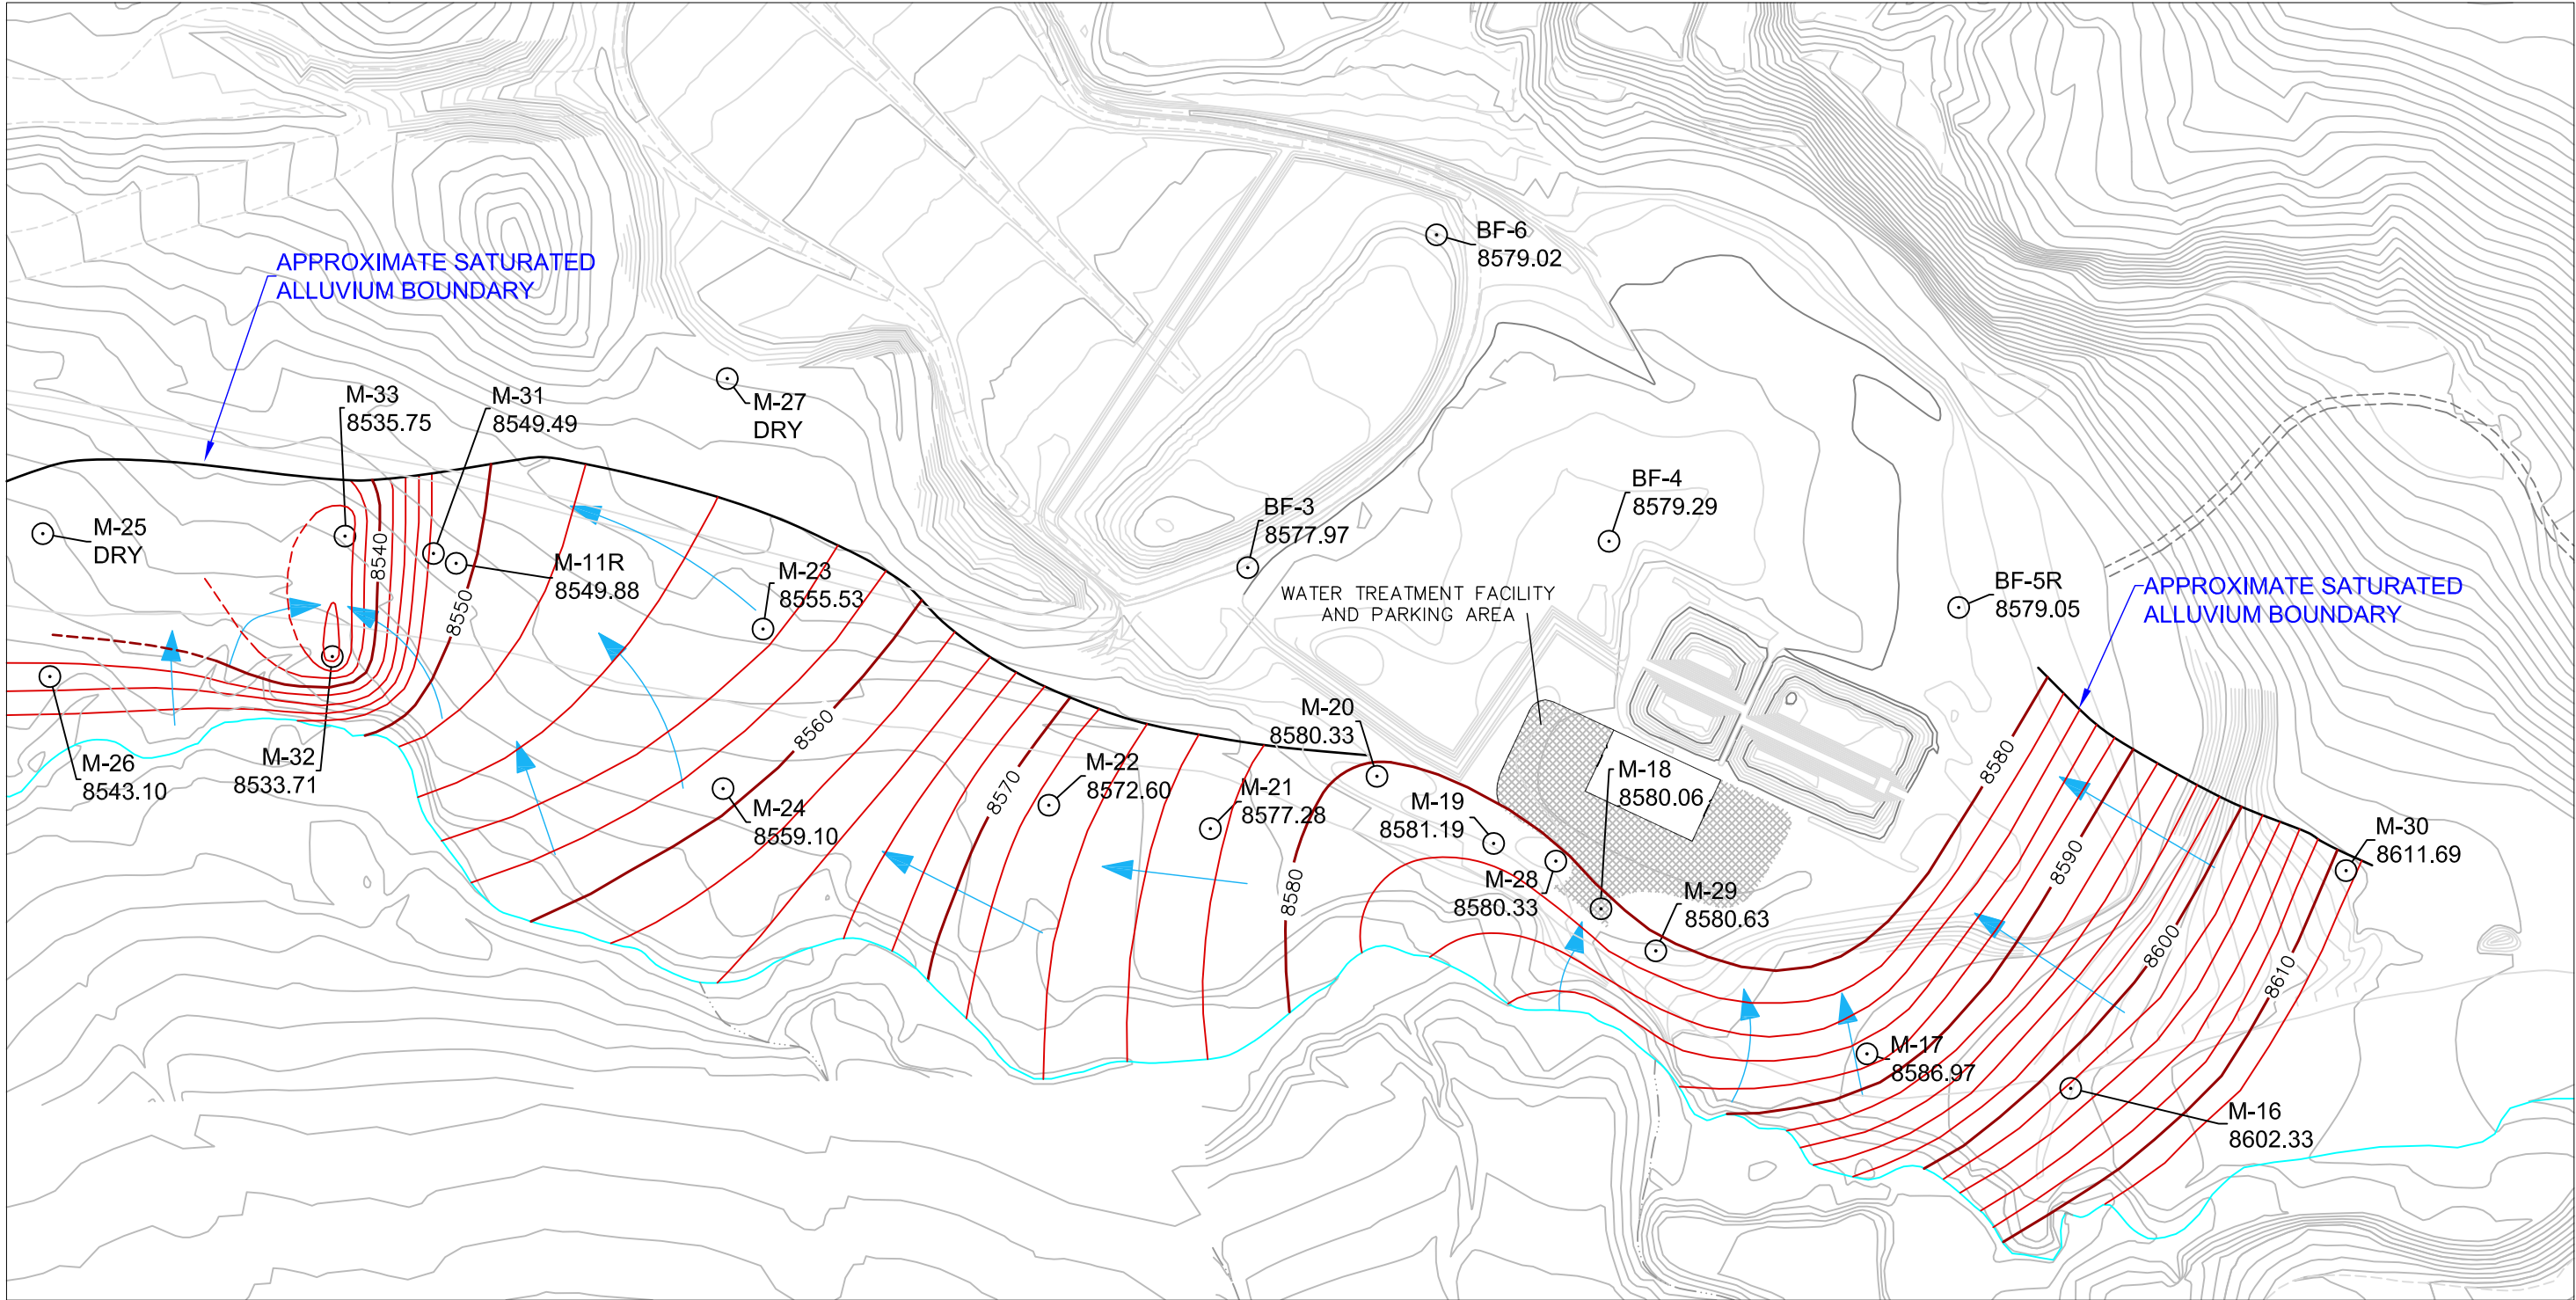 BF-6
8579.02
APPROXIMATE SATURATED
ALLUVIUM BOUNDARY
M-33
8535.75
M-31
8549.49
M-27
DRY
BF-4
8579.29
BF-3
8577.97
M-25
DRY
8540
M-11R
8549.88
M-23
8555.53
8550
WATER TREATMENT FACILITY
AND PARKING AREA
BF-5R
8579.05
APPROXIMATE SATURATED
ALLUVIUM BOUNDARY
M-20
8580.33
8560
M-26
8543.10
M-32
8533.71
8570
M-22
8572.60
M-21
8577.28
M-24
8559.10
M-19
8581.19
M-18
8580.06
8580
M-28
8580.33
M-29
8580.63
8580
8590
M-30
8611.69
8600
8610
M-17
8586.97
M-16
8602.33